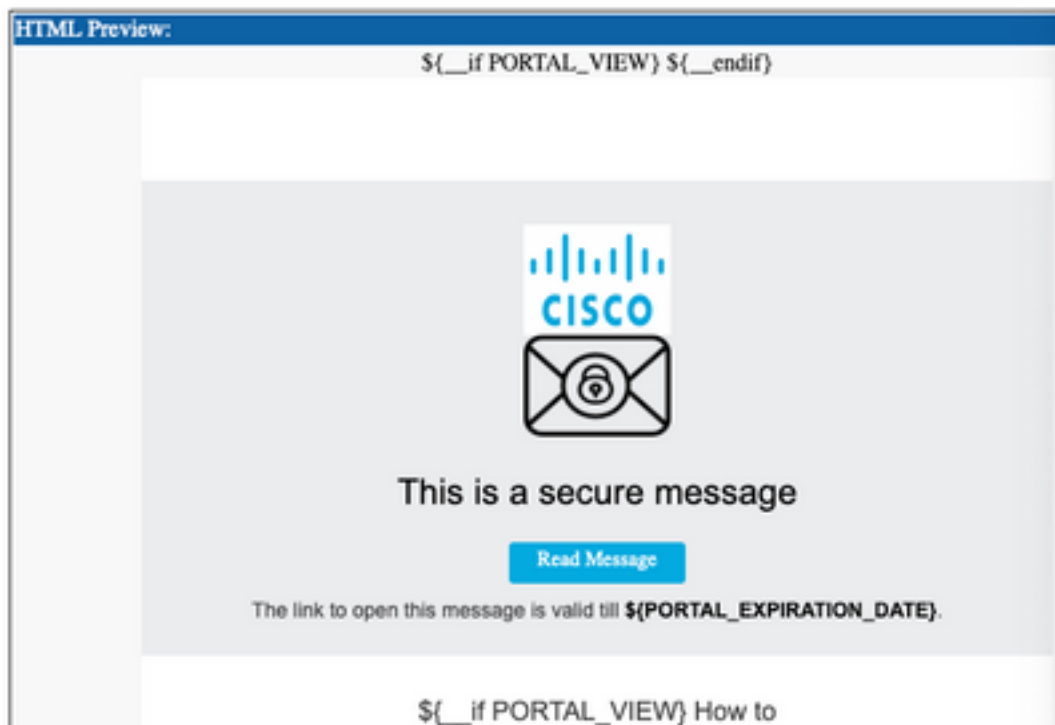 HTML Preview:
${__if PORTAL_VIEW} ${__endif}
CISCO
This is a secure message
Read Message
The link to open this message is valid till ${PORTAL_EXPIRATION_DATE}.
${__if PORTAL_VIEW} How to